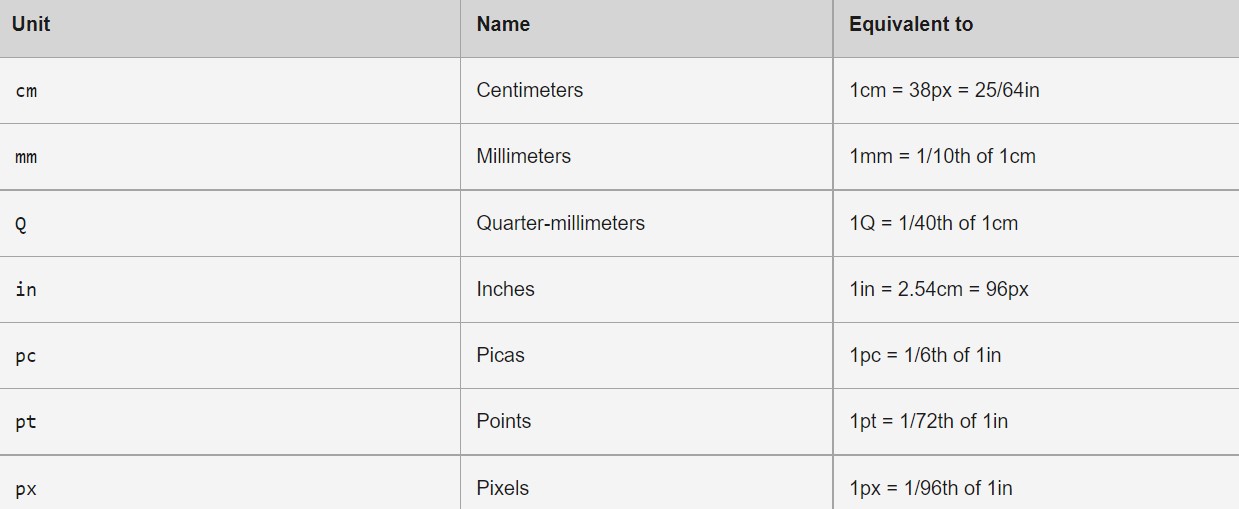 Unit Name Equivalent to
cm Centimeters 1cm = 38px = 25/64in
mm Millimeters 1mm = 1/10th of 1cm
Q Quarter-millimeters 1Q = 1/40th of 1cm
in Inches 1in = 2.54cm = 96px
pc Picas 1pc = 1/6th of 1in
pt Points 1pt = 1/72th of 1in
px Pixels 1px = 1/96th of 1in